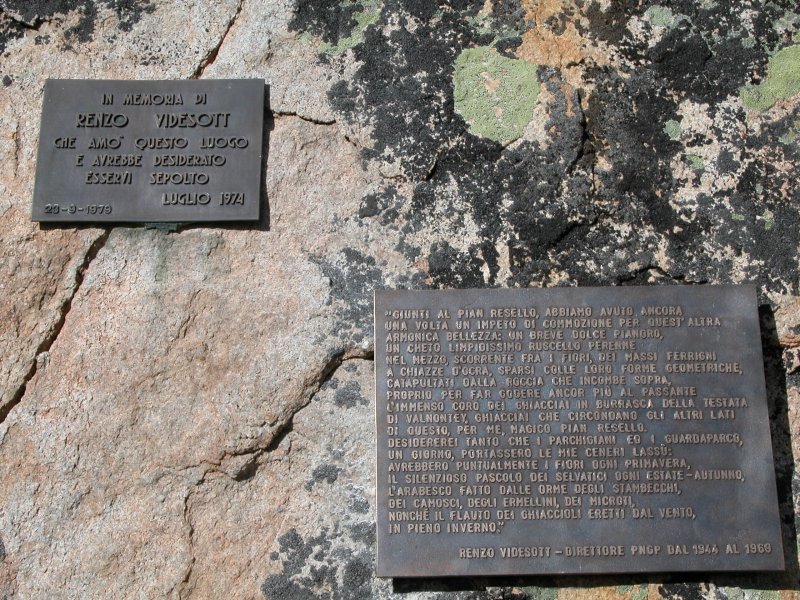 IN MEMORIA DI
RENZO VIDESOTT
CHE AMO' QUESTO LUOGO
E AVREBBE DESIDERATO
ESSERVI SEPOLTO
LUGLIO 1974
23-9-1979
"GIUNTI AL PIAN RESELLO, ABBIAMO AVUTO ANCORA
UNA VOLTA UN IMPETO DI COMMOZIONE PER QUEST'ALTRA
ARMONICA BELLEZZA: UN BREVE DOLCE PIANORO,
UN CHETO LIMPIDISSIMO RUSCELLO PERENNE
NEL MEZZO, SCORRENTE FRA I FIORI, DEI MASSI FERRIGNI
A CHIAZZE D'OCRA, SPARSI COLLE LORO FORME GEOMETRICHE,
CATAPULTATI DALLA ROCCIA CHE INCOMBE SOPRA,
PROPRIO PER FAR GODERE ANCOR PIÙ AL PASSANTE
L'IMMENSO CORO DEI GHIACCIAI IN BURRASCA DELLA TESTATA
DI VALNONTEY, GHIACCIAI CHE CIRCONDANO GLI ALTRI LATI
DI QUESTO, PER ME, MAGICO PIAN RESELLO.
DESIDEREREI TANTO CHE I PARCHIGIANI ED I GUARDAPARCO,
UN GIORNO, PORTASSERO LE MIE CENERI LASSÙ:
AVREBBERO PUNTUALMENTE I FIORI OGNI PRIMAVERA,
IL SILENZIOSO PASCOLO DEI SELVATICI OGNI ESTATE-AUTUNNO,
L'ARABESCO FATTO DALLE ORME DEGLI STAMBECCHI,
DEI CAMOSCI, DEGLI ERMELLINI, DEI MICROTI,
NONCHÈ IL FLAUTO DEI GHIACCIOLI ERETTI DAL VENTO,
IN PIENO INVERNO."
RENZO VIDESOTT - DIRETTORE PNGP DAL 1944 AL 1969